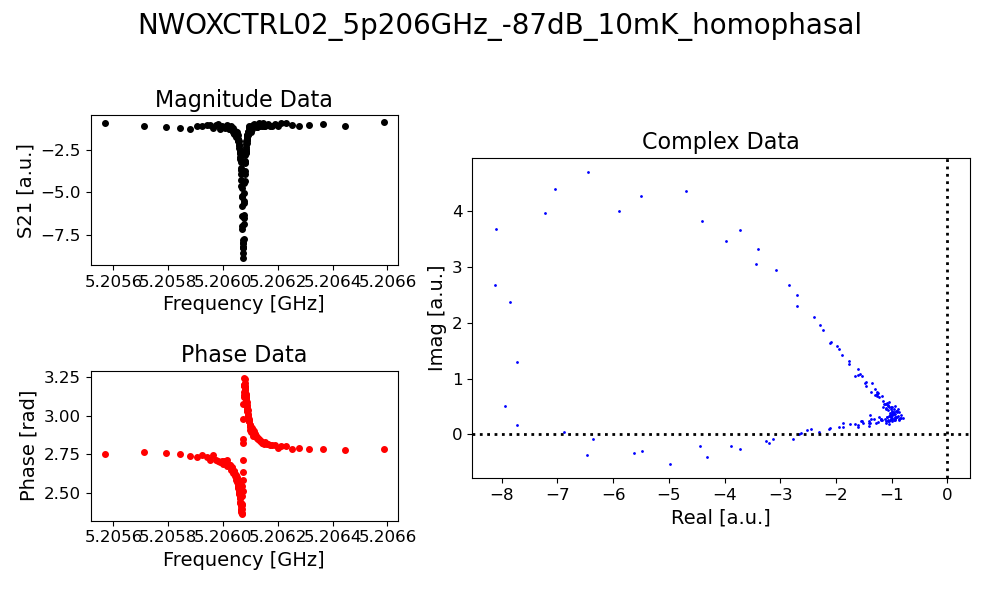 NWOXCTRL02_5p206GHz_-87dB_10mK_homophasal
Magnitude Data
S21 [a.u.]
−2.5
−5.0
−7.5
5.2056 5.2058 5.2060 5.2062 5.2064 5.2066
Frequency [GHz]
Phase Data
Phase [rad]
3.25
3.00
2.75
2.50
5.2056 5.2058 5.2060 5.2062 5.2064 5.2066
Frequency [GHz]
Complex Data
Imag [a.u.]
4
3
2
1
0
−8 −7 −6 −5 −4 −3 −2 −1 0
Real [a.u.]